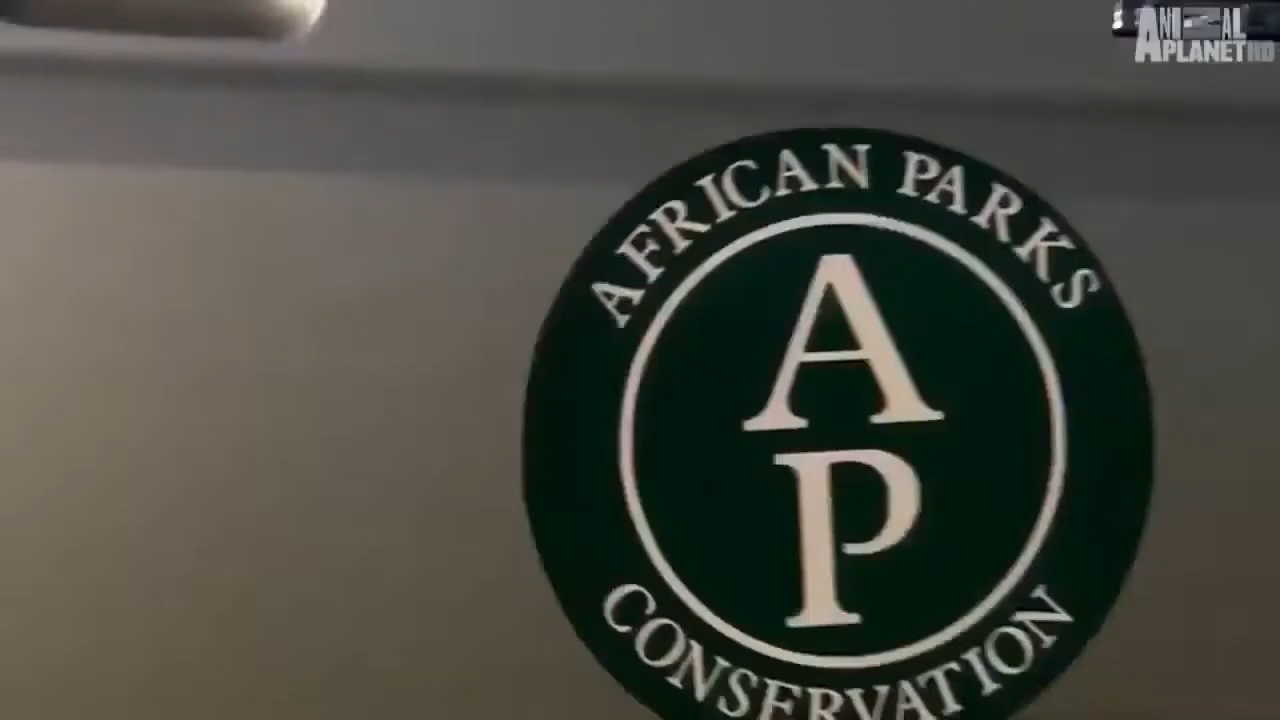 ANIMAL
PLANET HD
AFRICAN PARKS
A
P
CONSERVATION